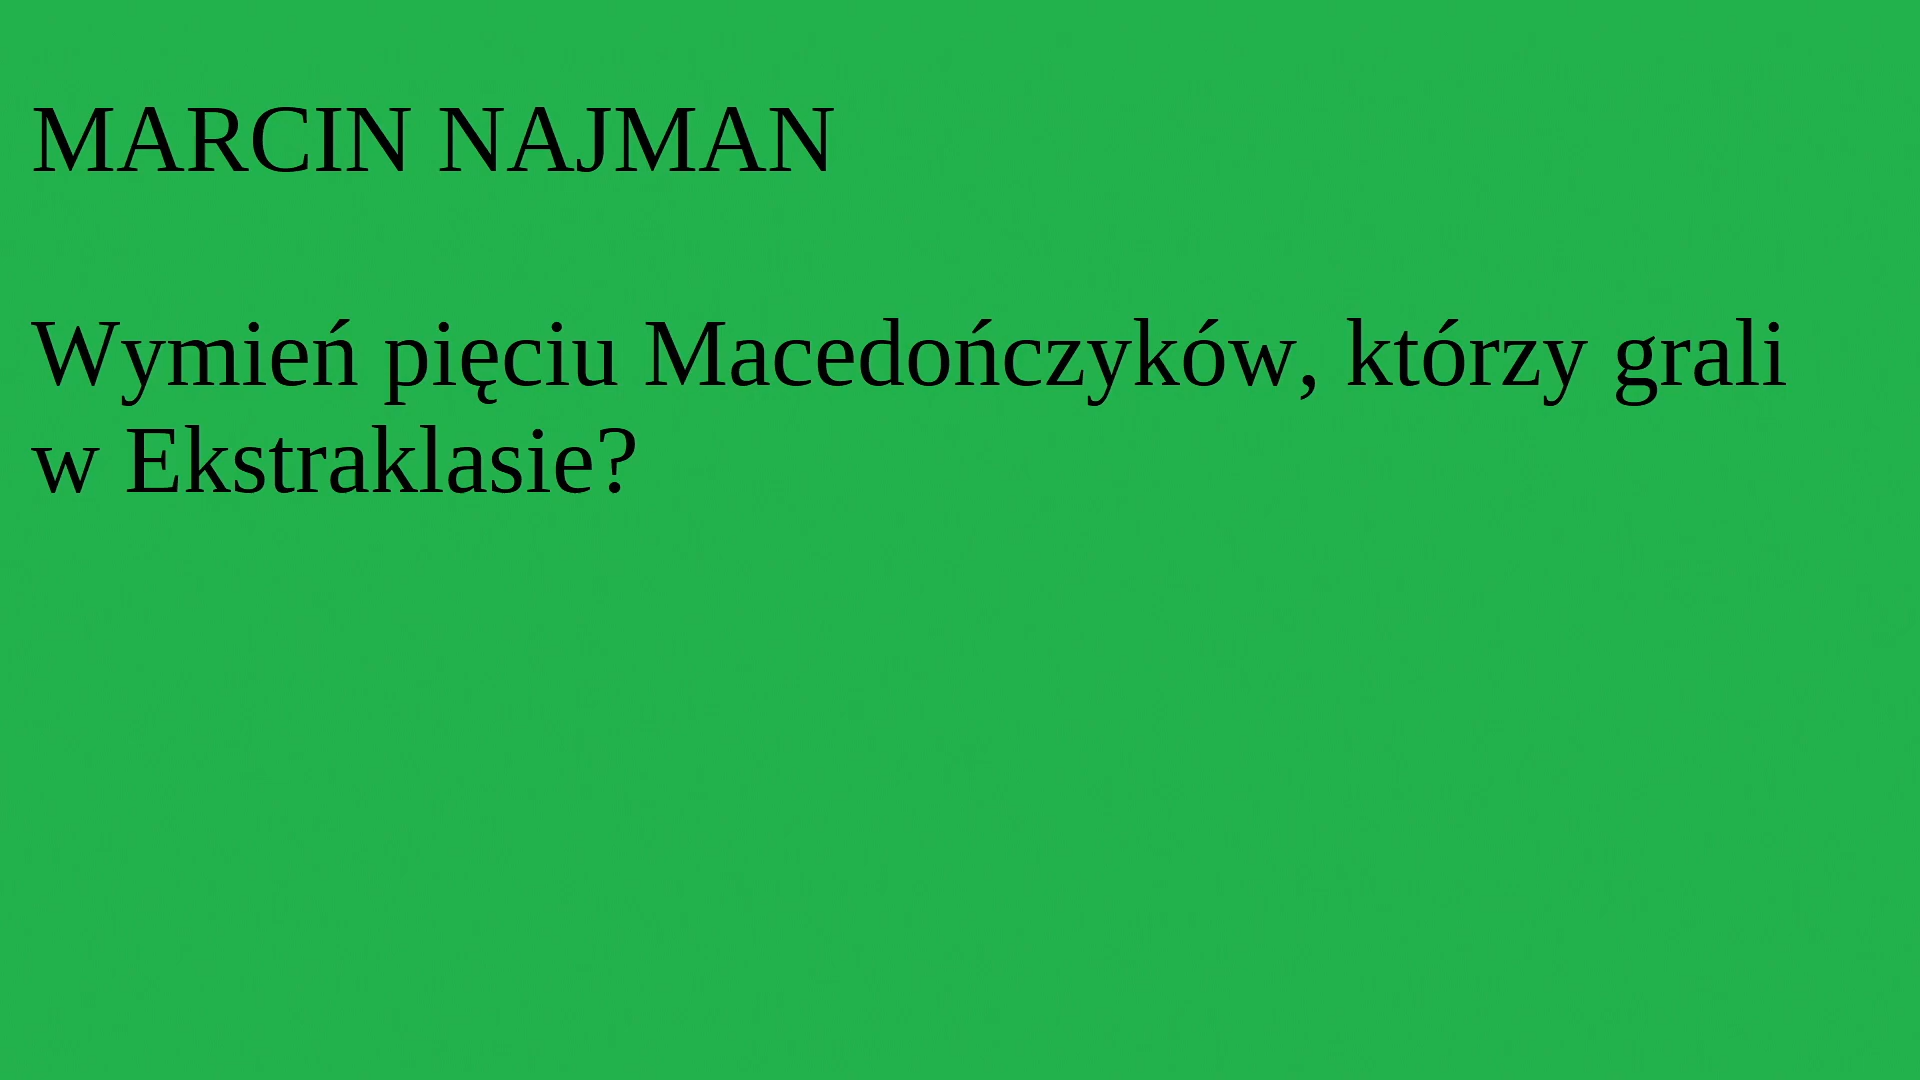 MARCIN NAJMAN
Wymień pięciu Macedończyków, którzy grali
w Ekstraklasie?